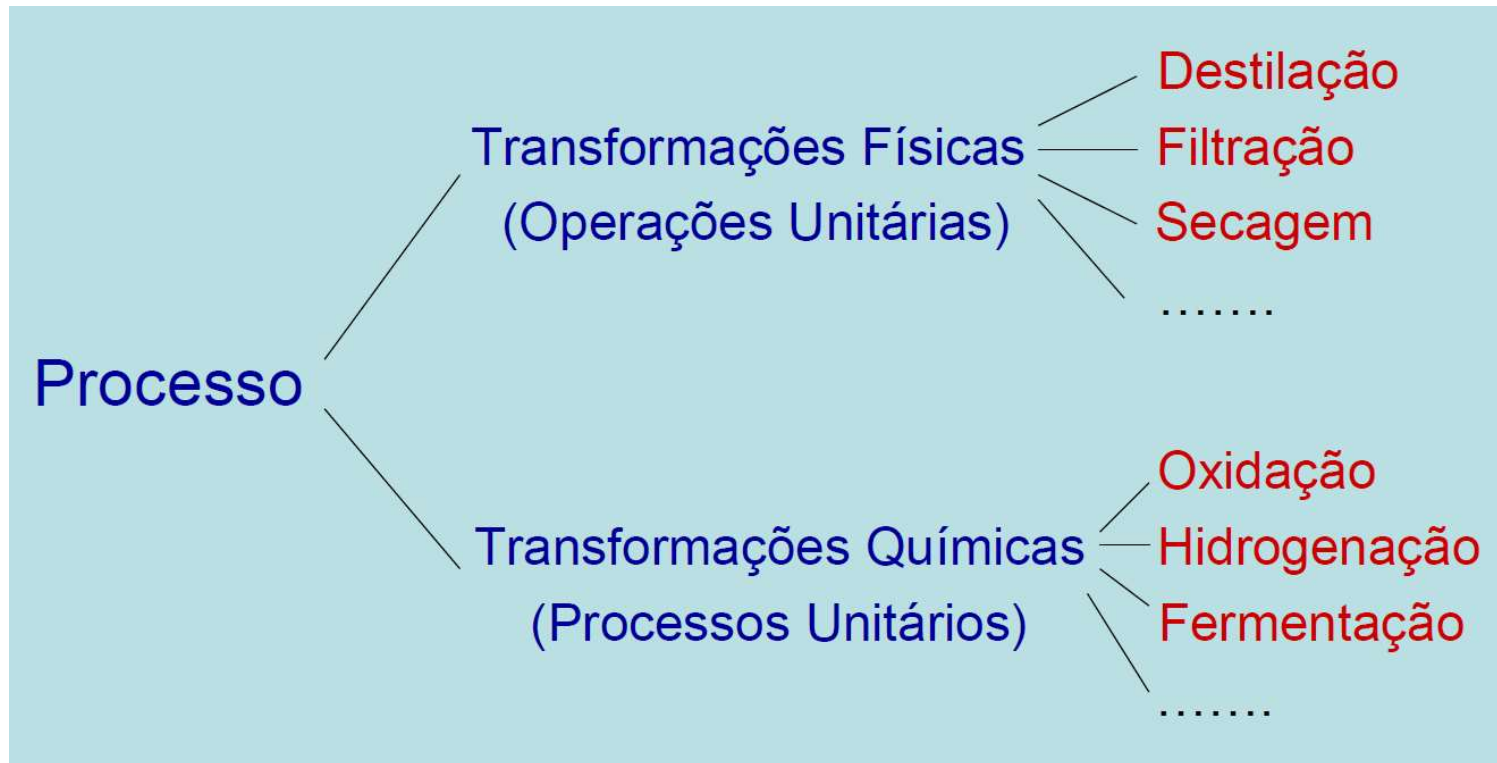 Processo
Transformações Físicas
(Operações Unitárias)
Destilação
Filtração
Secagem
.......
Transformações Químicas
(Processos Unitários)
Oxidação
Hidrogenação
Fermentação
.......